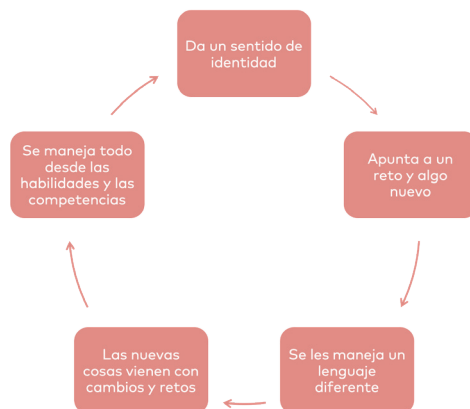 Da un sentido de
identidad
Apunta a un
reto y algo
nuevo
Se les maneja un
lenguaje
diferente
Las nuevas
cosas vienen con
cambios y retos
Se maneja todo
desde las
habilidades y las
competencias